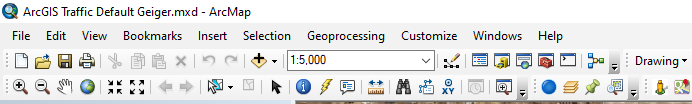 ArcGIS Traffic Default Geiger.mxd - ArcMap
File Edit View Bookmarks Insert Selection Geoprocessing Customize Windows Help
1:5,000 Drawing
XY